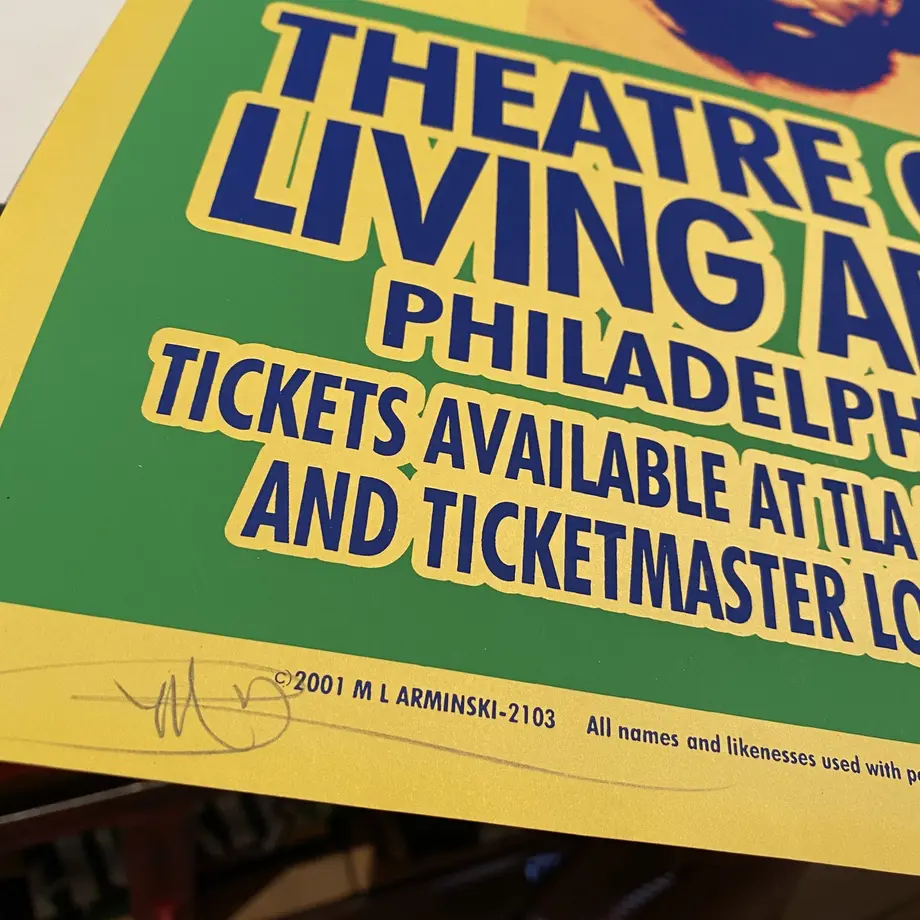 THEATRE
LIVING
PHILADELPH
TICKETS AVAILABLE AT TLA
AND TICKETMASTER LO
©2001 M L ARMINSKI-2103 All names and likenesses used with